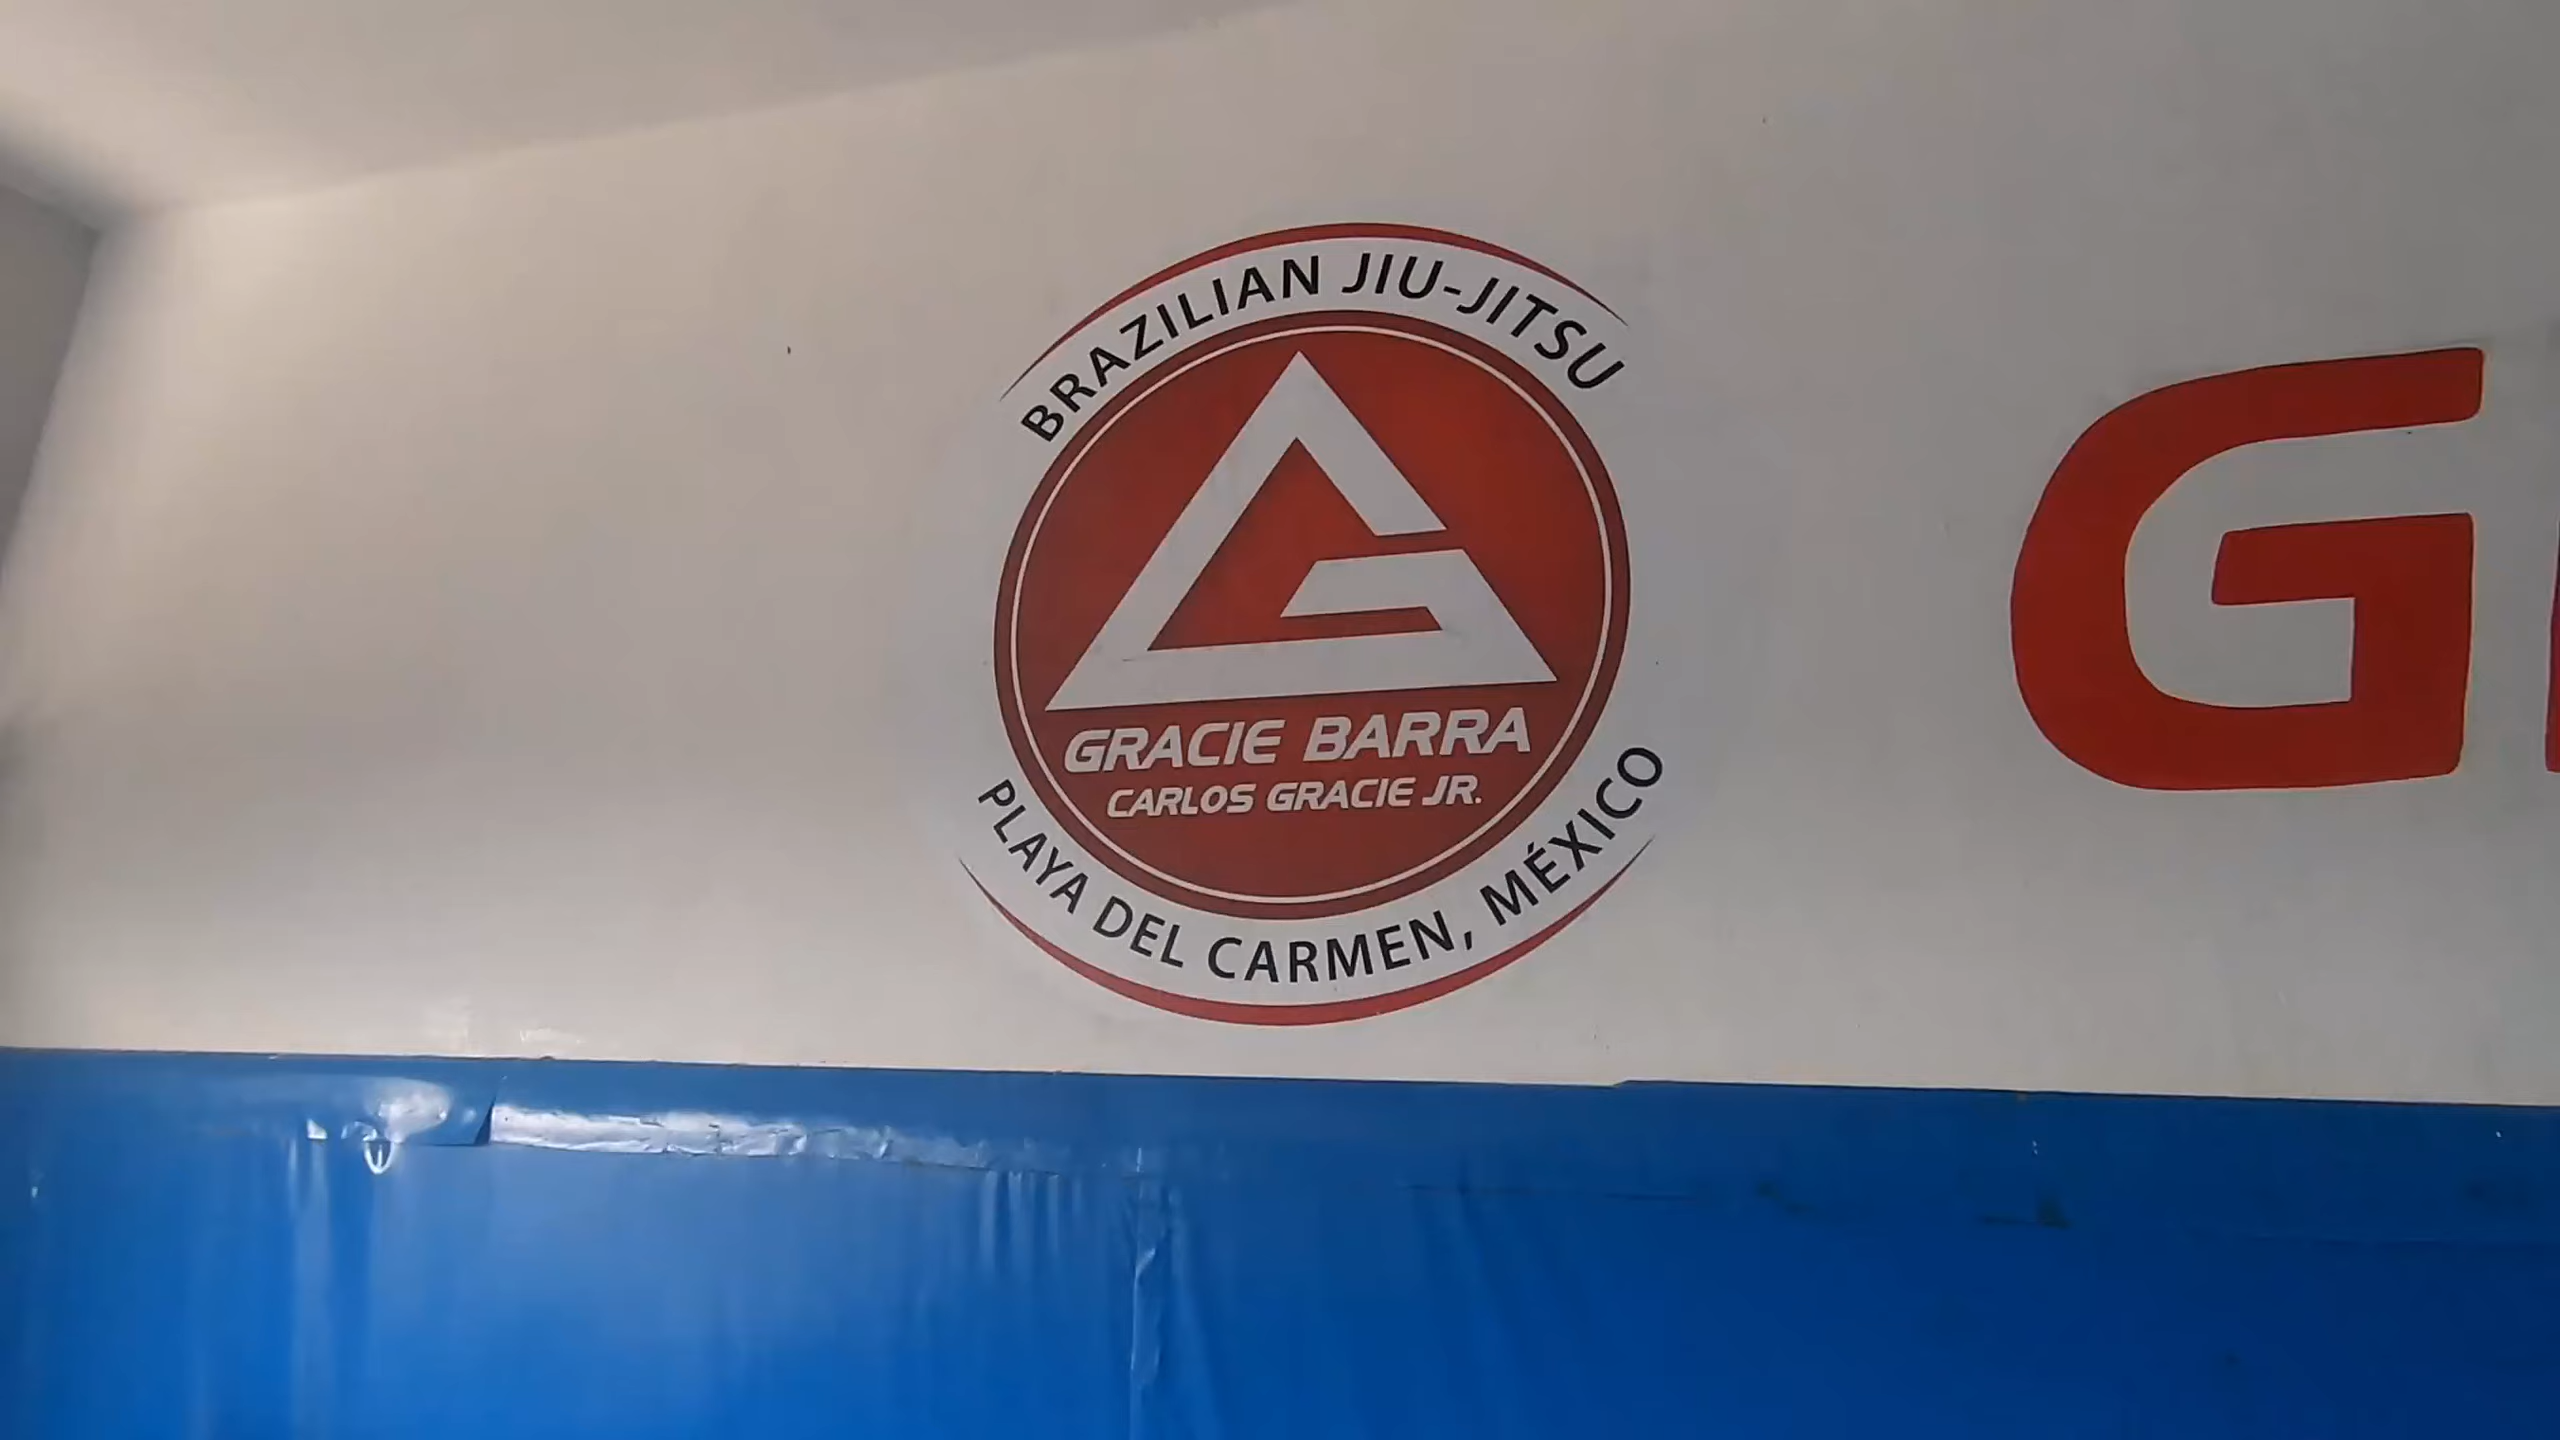 BRAZILIAN JIU-JITSU
GRACIE BARRA
CARLOS GRACIE JR.
PLAYA DEL CARMEN, MÉXICO
G